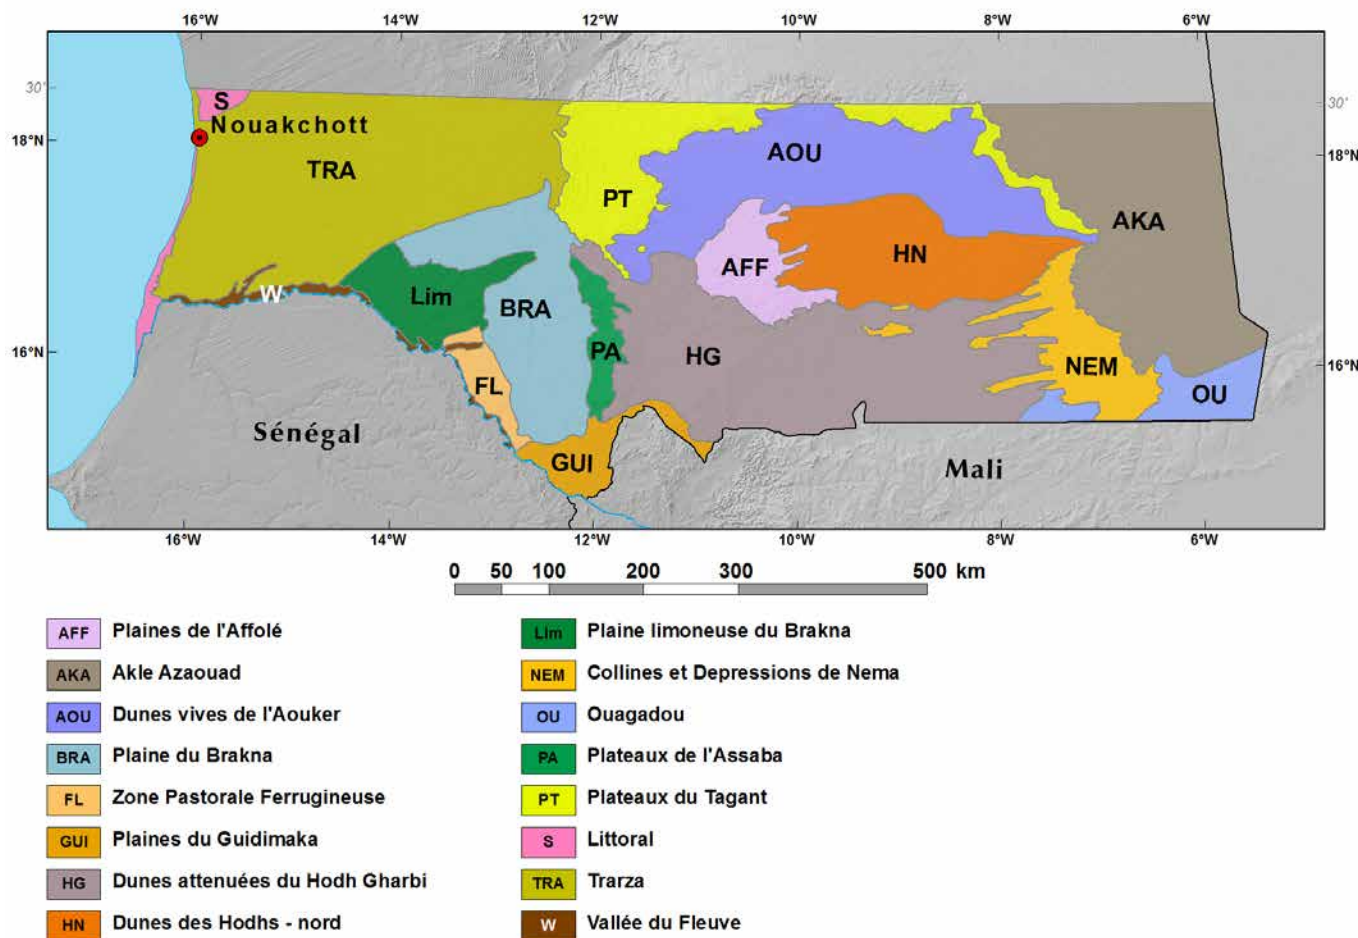 16°W 14°W 12°W 10°W 8°W 6°W
30' 30'
S
Nouakchott
18°N 18°N
TRA AOU
PT
AKA
AFF HN
W Lim BRA
16°N PA HG 16°N
FL NEM OU
Sénégal
GUI Mali
16°W 14°W 12°W 10°W 8°W 6°W
0 50 100 200 300 500 km
AFF Plaines de l'Affolé
AKA Akle Azaouad
AOU Dunes vives de l'Aouker
BRA Plaine du Brakna
FL Zone Pastorale Ferrugineuse
GUI Plaines du Guidimaka
HG Dunes attenuées du Hodh Gharbi
HN Dunes des Hodhs - nord
Lim Plaine limoneuse du Brakna
NEM Collines et Depressions de Nema
OU Ouagadou
PA Plateaux de l'Assaba
PT Plateaux du Tagant
S Littoral
TRA Trarza
W Vallée du Fleuve